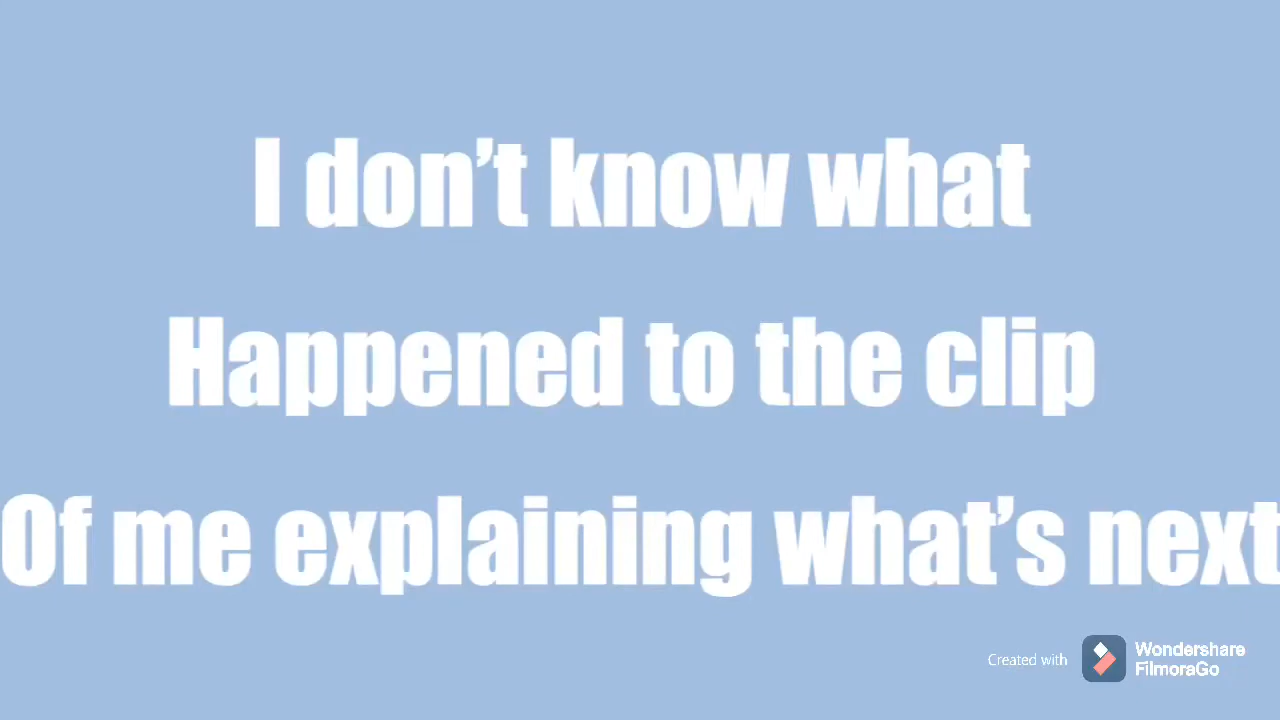 I don’t know what
Happened to the clip
Of me explaining what’s next
Created with
Wondershare
FilmoraGo